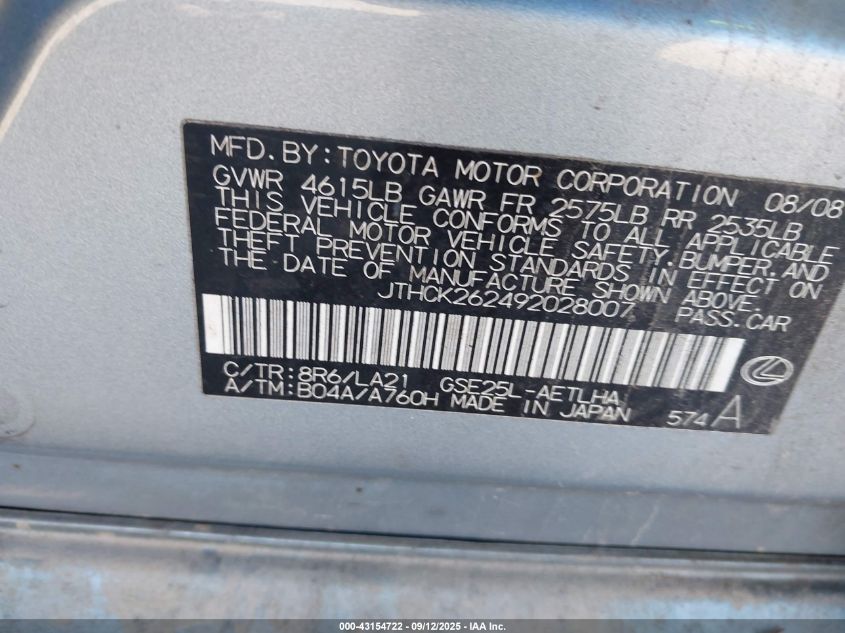 MFD.BY:TOYOTA MOTOR CORPORATION 08/08
GVWR 4615LB GAWR FR 2575LB RR 2535LB
THIS VEHICLE CONFORMS TO ALL APPLICABLE
FEDERAL MOTOR VEHICLE SAFETY,BUMPER,AND
THEFT PREVENTION STANDARDS IN EFFECT ON
THE DATE OF MANUFACTURE SHOWN ABOVE.
JTHCK262492028007 PASS.CAR
C/TR:8R6/LA21 GSE25L-AETLHA
A/TM:B04A/A760H MADE IN JAPAN 574 A
000-43154722 - 09/12/2025 - IAA Inc.